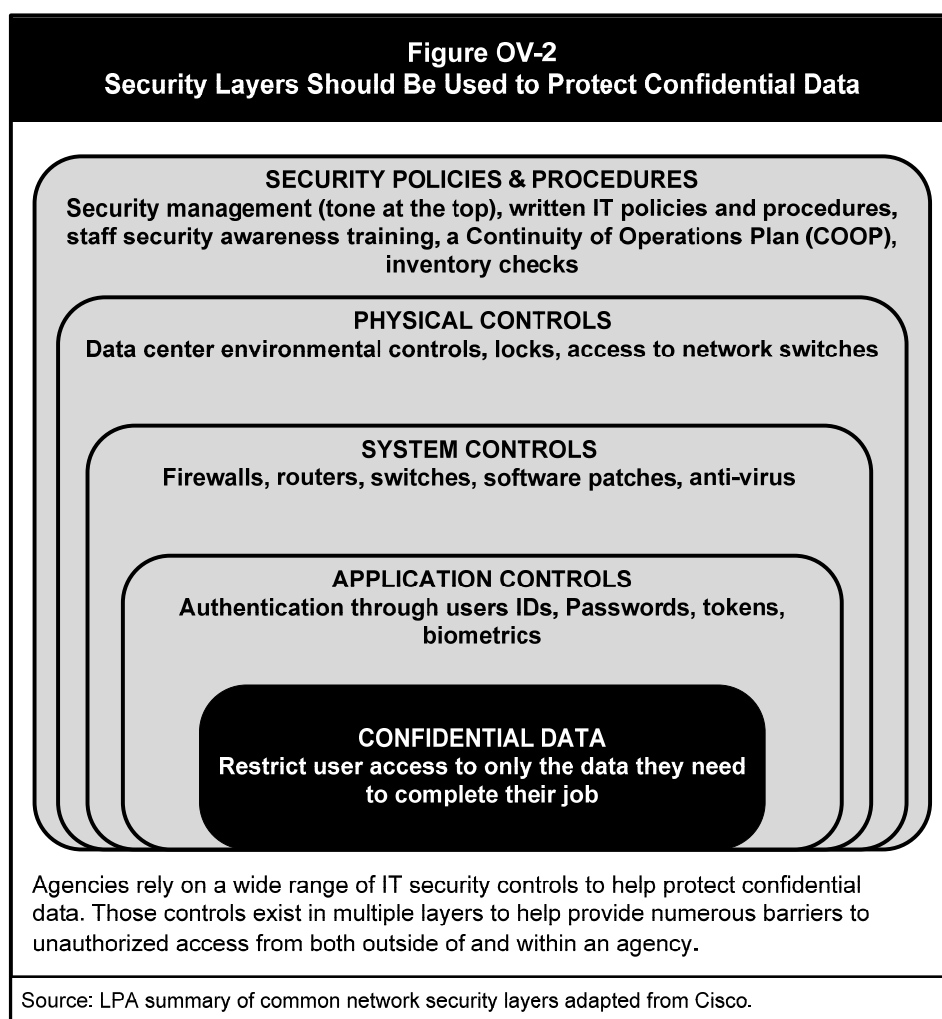 Figure OV-2
Security Layers Should Be Used to Protect Confidential Data
SECURITY POLICIES & PROCEDURES
Security management (tone at the top), written IT policies and procedures,
staff security awareness training, a Continuity of Operations Plan (COOP),
inventory checks
PHYSICAL CONTROLS
Data center environmental controls, locks, access to network switches
SYSTEM CONTROLS
Firewalls, routers, switches, software patches, anti-virus
APPLICATION CONTROLS
Authentication through users IDs, Passwords, tokens,
biometrics
CONFIDENTIAL DATA
Restrict user access to only the data they need
to complete their job
Agencies rely on a wide range of IT security controls to help protect confidential
data. Those controls exist in multiple layers to help provide numerous barriers to
unauthorized access from both outside of and within an agency.
Source: LPA summary of common network security layers adapted from Cisco.